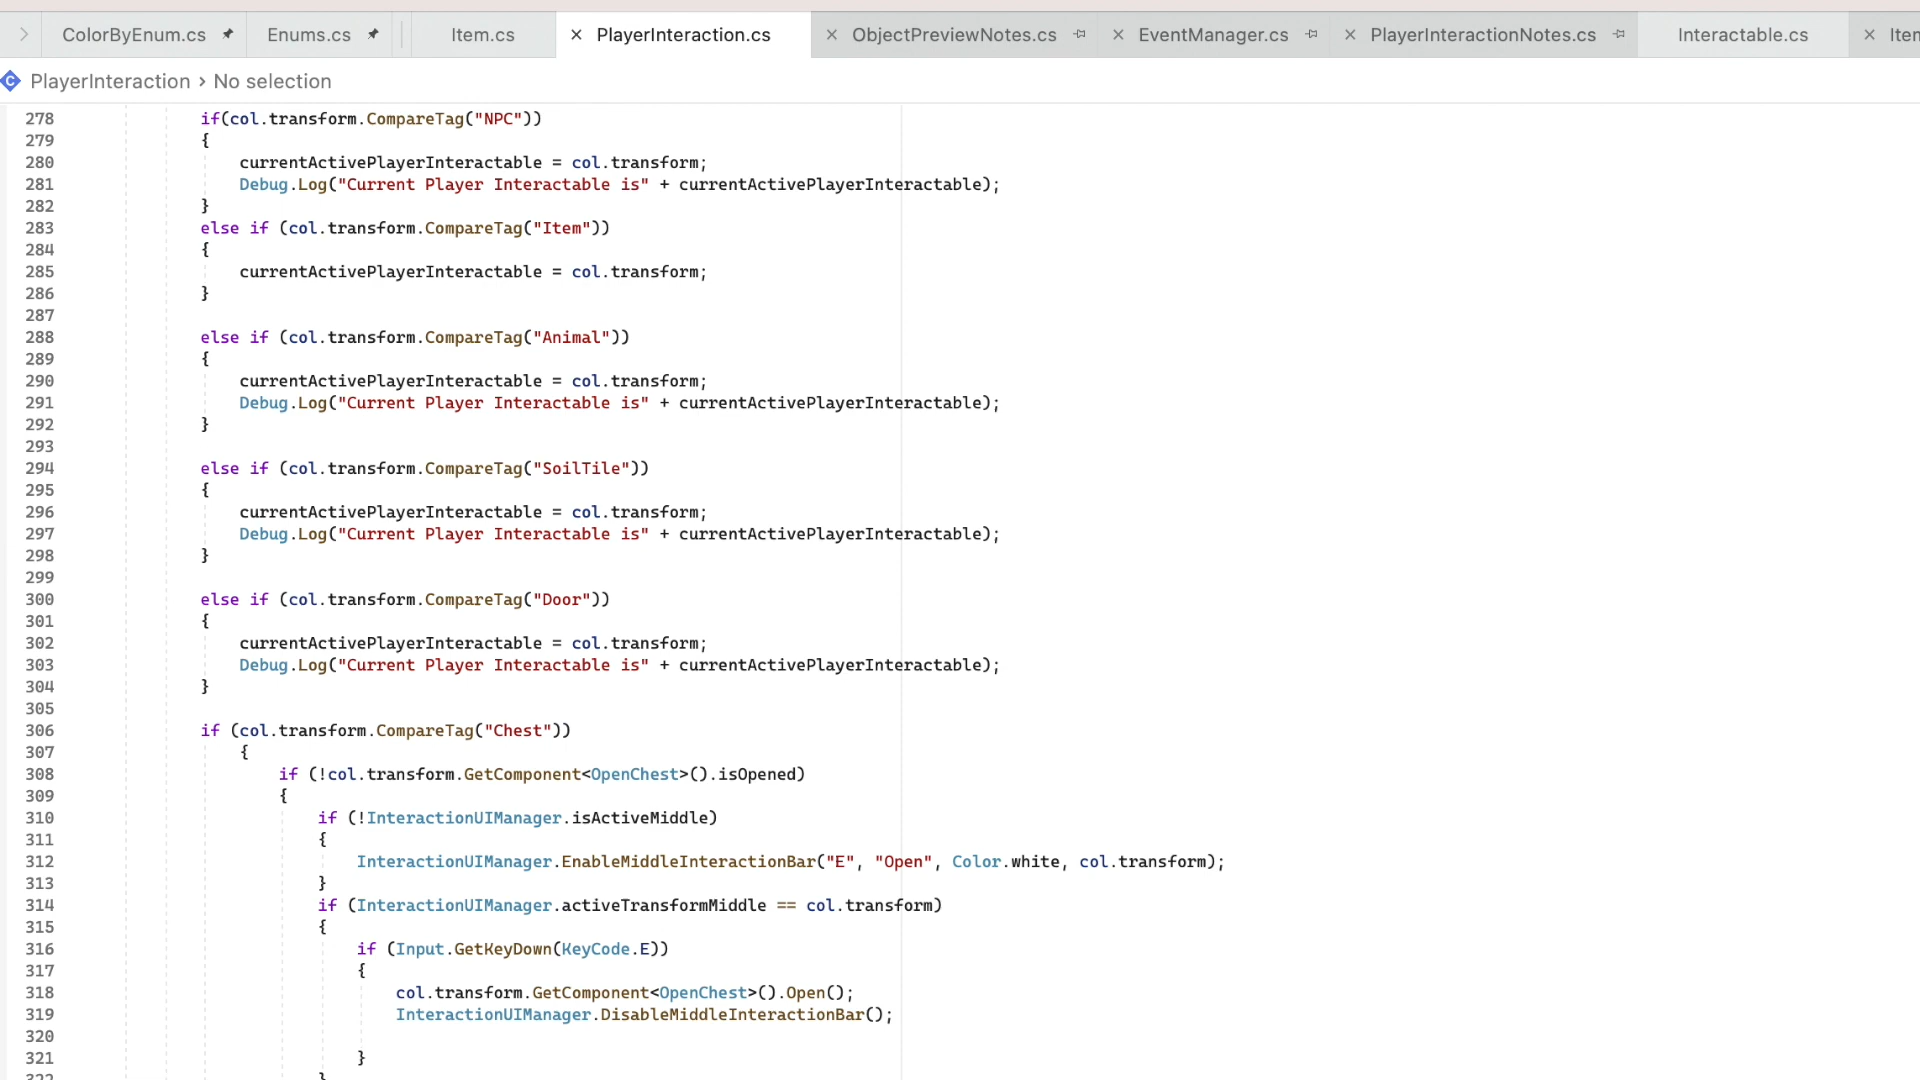 ColorByEnum.cs Enums.cs Item.cs PlayerInteraction.cs ObjectPreviewNotes.cs EventManager.cs PlayerInteractionNotes.cs Interactable.cs Iten
PlayerInteraction › No selection
278 if(col.transform.CompareTag("NPC"))
279 {
280 currentActivePlayerInteractable = col.transform;
281 Debug.Log("Current Player Interactable is" + currentActivePlayerInteractable);
282 }
283 else if (col.transform.CompareTag("Item"))
284 {
285 currentActivePlayerInteractable = col.transform;
286 }
287
288 else if (col.transform.CompareTag("Animal"))
289 {
290 currentActivePlayerInteractable = col.transform;
291 Debug.Log("Current Player Interactable is" + currentActivePlayerInteractable);
292 }
293
294 else if (col.transform.CompareTag("SoilTile"))
295 {
296 currentActivePlayerInteractable = col.transform;
297 Debug.Log("Current Player Interactable is" + currentActivePlayerInteractable);
298 }
299
300 else if (col.transform.CompareTag("Door"))
301 {
302 currentActivePlayerInteractable = col.transform;
303 Debug.Log("Current Player Interactable is" + currentActivePlayerInteractable);
304 }
305
306 if (col.transform.CompareTag("Chest"))
307 {
308 if (!col.transform.GetComponent<OpenChest>().isOpened)
309 {
310 if (!InteractionUIManager.isActiveMiddle)
311 {
312 InteractionUIManager.EnableMiddleInteractionBar("E", "Open", Color.white, col.transform);
313 }
314 if (InteractionUIManager.activeTransformMiddle == col.transform)
315 {
316 if (Input.GetKeyDown(KeyCode.E))
317 {
318 col.transform.GetComponent<OpenChest>().Open();
319 InteractionUIManager.DisableMiddleInteractionBar();
320
321 }
322 }